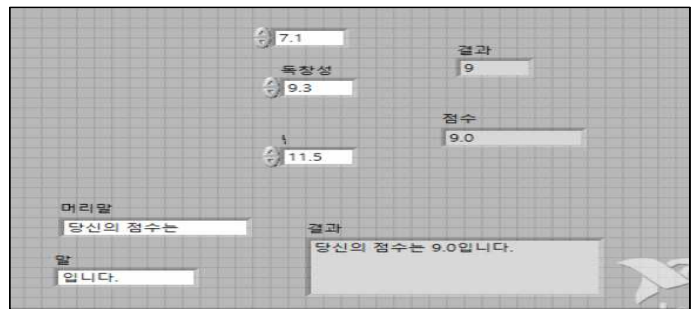 7.1
결과
9
독창성
9.3
점수
9.0
11.5
머리말
당신의 점수는
결과
당신의 점수는 9.0입니다.
말
입니다.